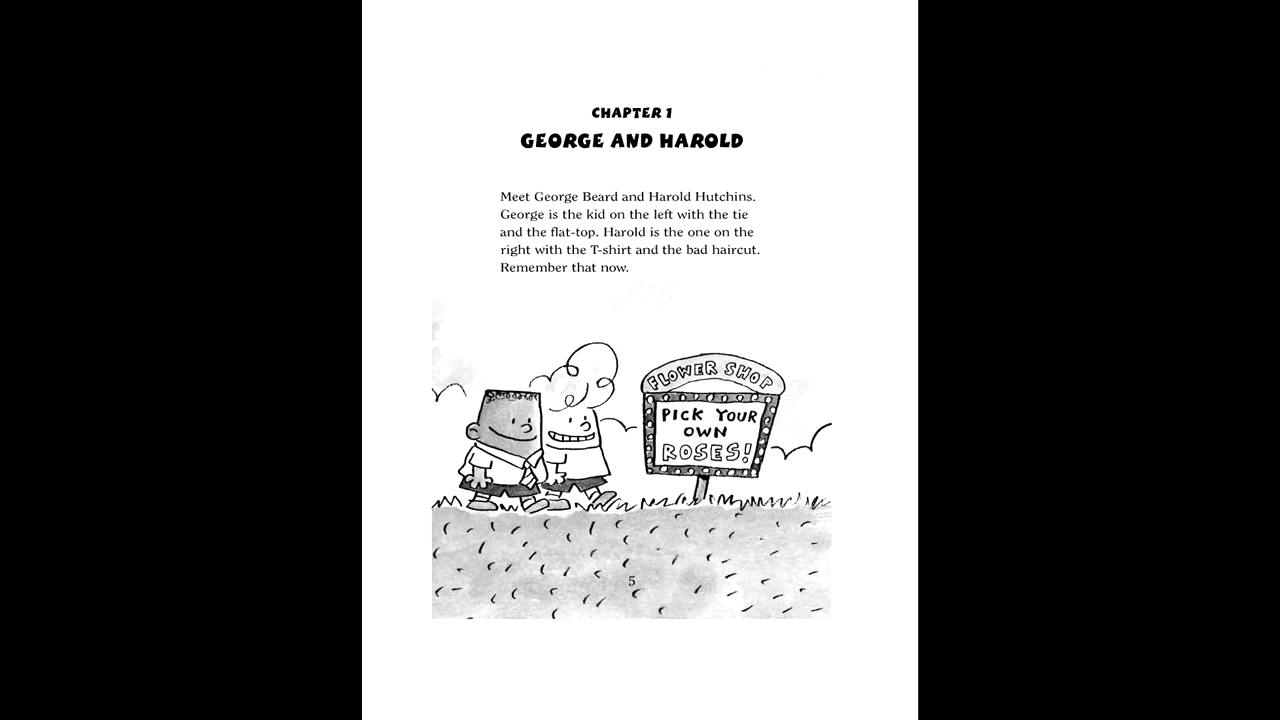 CHAPTER 1
GEORGE AND HAROLD
Meet George Beard and Harold Hutchins.
George is the kid on the left with the tie
and the flat-top. Harold is the one on the
right with the T-shirt and the bad haircut.
Remember that now.
FLOWER SHOP
PICK YOUR
OWN
ROSES!
5